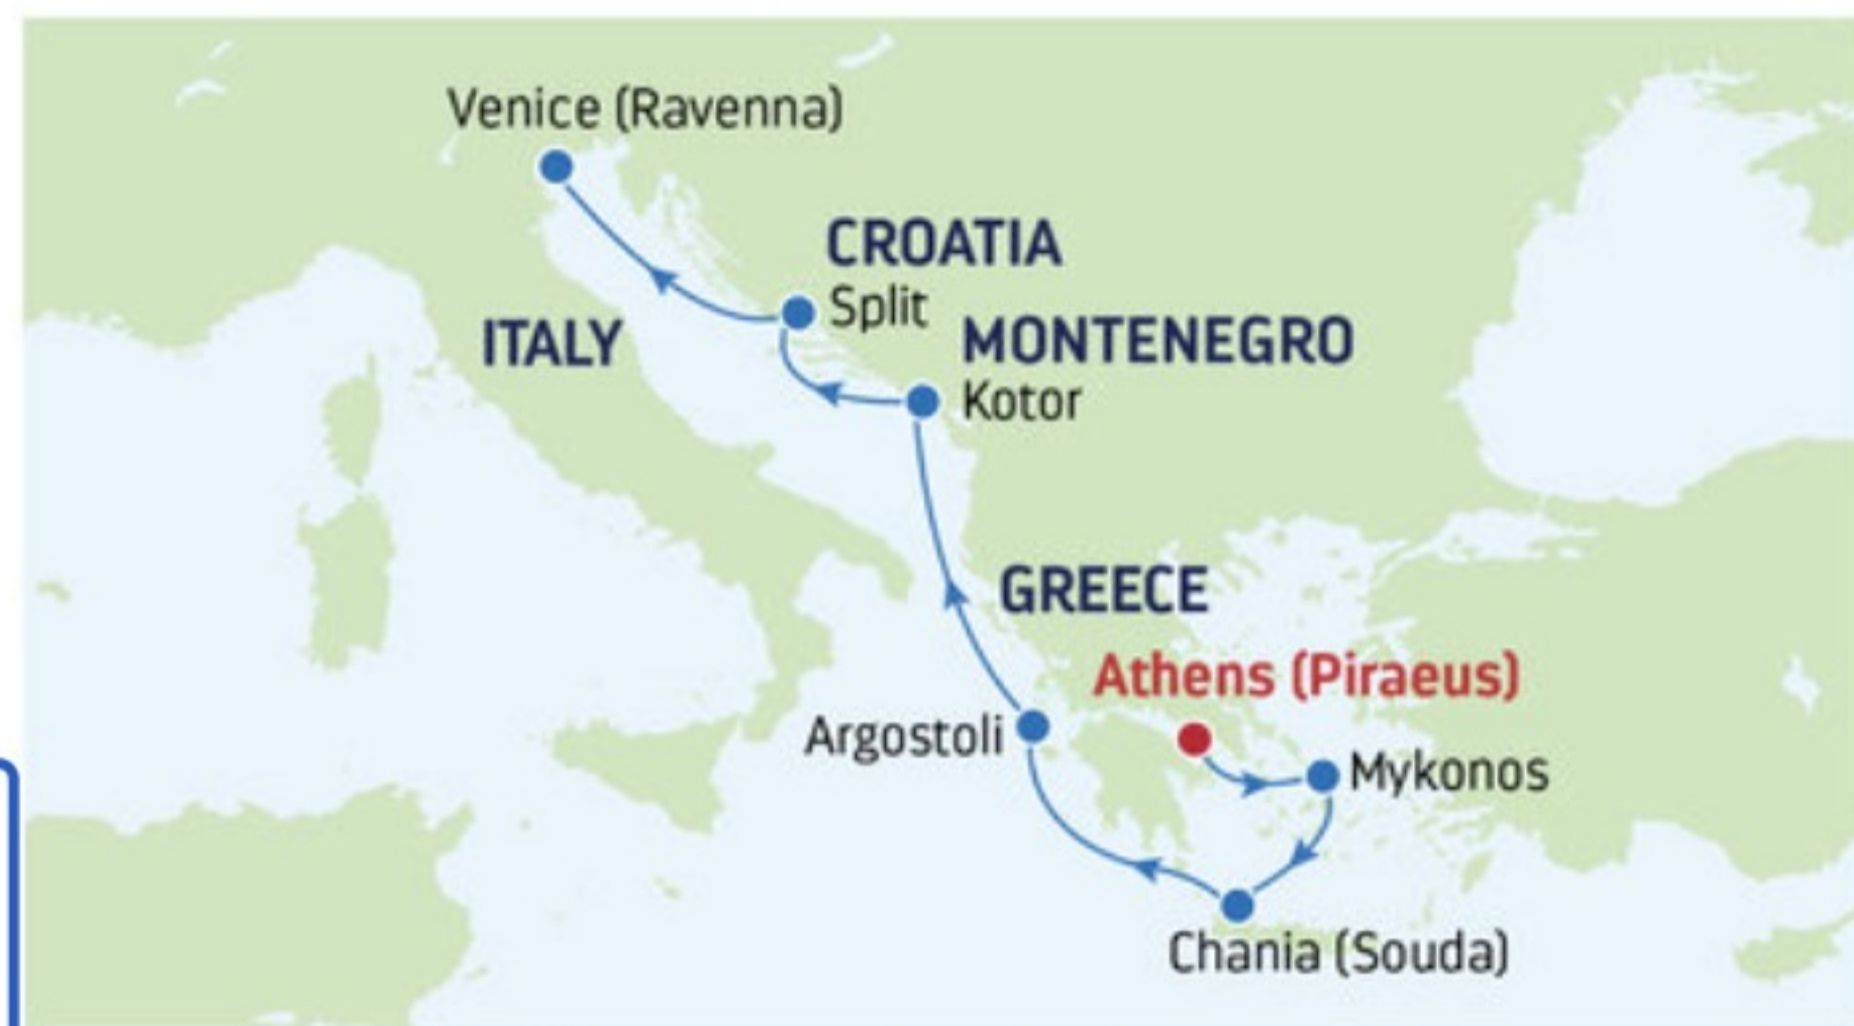 Venice (Ravenna)
CROATIA
Split
ITALY
MONTENEGRO
Kotor
GREECE
Athens (Piraeus)
Argostoli
Mykonos
Chania (Souda)